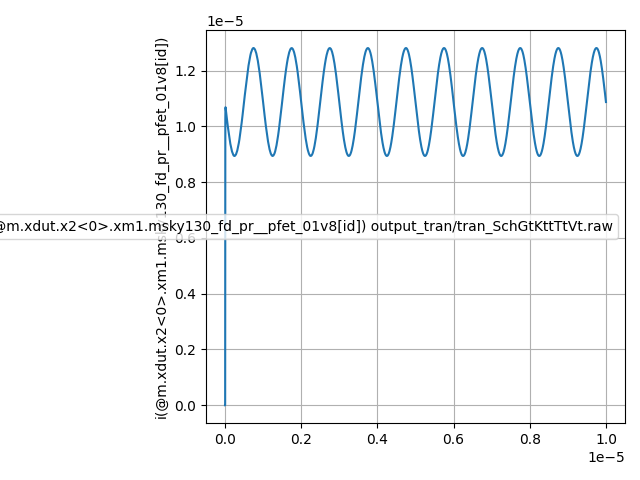 1e−5
1.2
1.0
0.8
0.6
0.4
0.2
0.0
i(@m.xdut.x2<0>.xm1.msky130_fd_pr__pfet_01v8[id])
@m.xdut.x2<0>.xm1.msky130_fd_pr__pfet_01v8[id]) output_tran/tran_SchGtKttTtVt.raw
0.0 0.2 0.4 0.6 0.8 1.0
1e−5